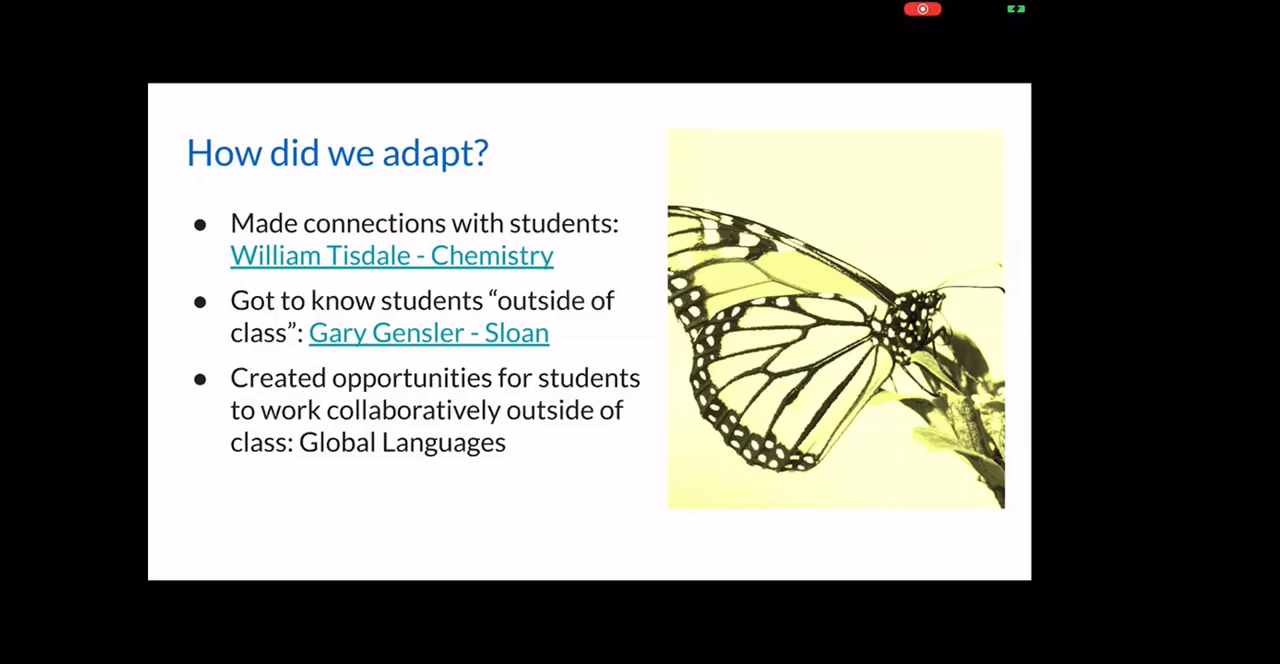 How did we adapt?
● Made connections with students:
William Tisdale - Chemistry
● Got to know students “outside of
class”: Gary Gensler - Sloan
● Created opportunities for students
to work collaboratively outside of
class: Global Languages